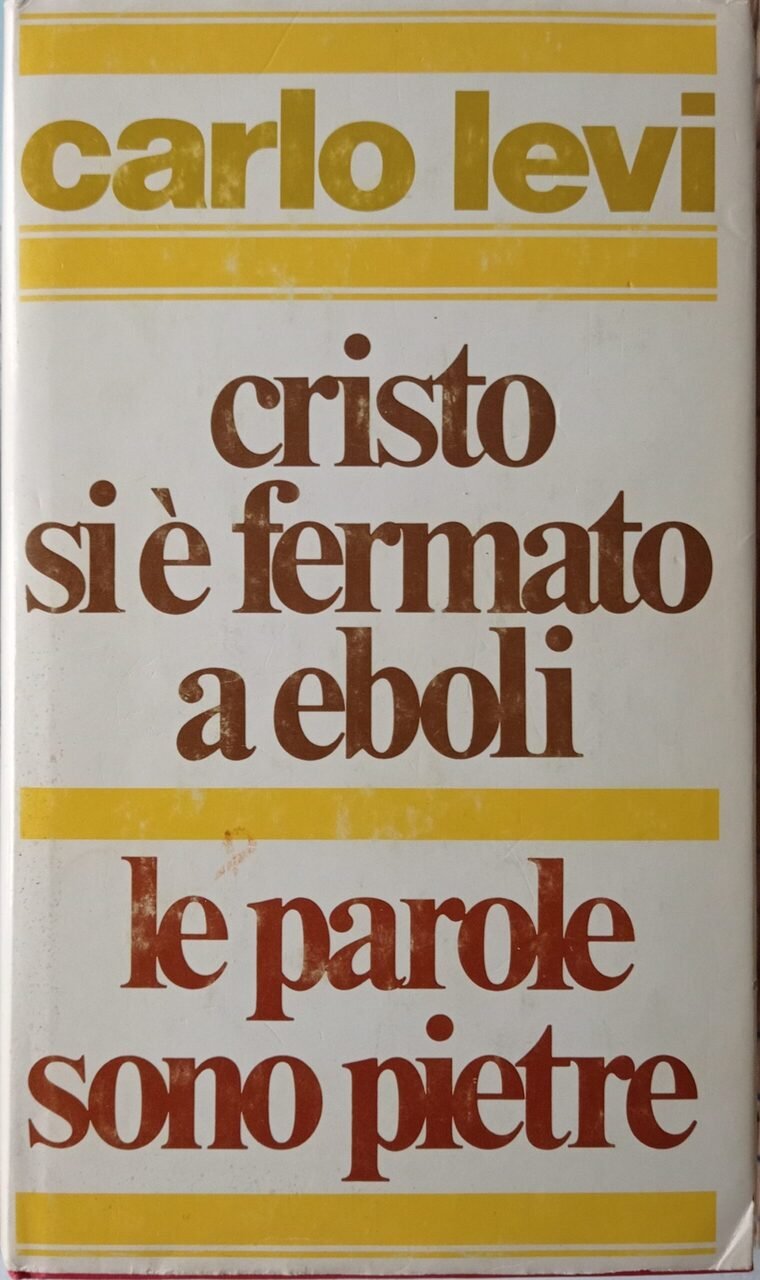 carlo levi
cristo
si è fermato
a eboli
le parole
sono pietre